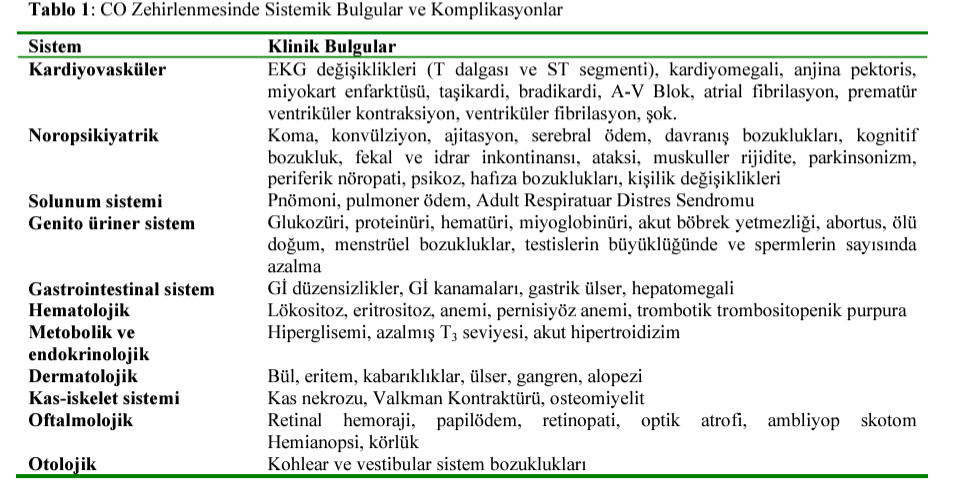 Tablo 1: CO Zehirlenmesinde Sistemik Bulgular ve Komplikasyonlar
Sistem Klinik Bulgular
Kardiyovasküler EKG değişiklikleri (T dalgası ve ST segmenti), kardiyomegali, anjina pektoris,
miyokart enfarktüsü, taşikardi, bradikardi, A-V Blok, atrial fibrilasyon, prematür
ventriküler kontraksiyon, ventriküler fibrilasyon, şok.
Noropsikiyatrik Koma, konvülziyon, ajitasyon, serebral ödem, davranış bozuklukları, kognitif
bozukluk, fekal ve idrar inkontinansı, ataksi, muskuller rijidite, parkinsonizm,
periferik nöropati, psikoz, hafıza bozuklukları, kişilik değişiklikleri
Solunum sistemi Pnömoni, pulmoner ödem, Adult Respiratuar Distres Sendromu
Genito üriner sistem Glukozüri, proteinüri, hematüri, miyoglobinüri, akut böbrek yetmezliği, abortus, ölü
doğum, menstrüel bozukluklar, testislerin büyüklüğünde ve spermlerin sayısında
azalma
Gastrointestinal sistem Gİ düzensizlikler, Gİ kanamaları, gastrik ülser, hepatomegali
Hematolojik Lökositoz, eritrositoz, anemi, pernisiyöz anemi, trombotik trombositopenik purpura
Metabolik ve Hiperglisemi, azalmış T₃ seviyesi, akut hipertroidizim
endokrinolojik
Dermatolojik Bül, eritem, kabarıklıklar, ülser, gangren, alopezi
Kas-iskelet sistemi Kas nekrozu, Valkman Kontraktürü, osteomiyelit
Oftalmolojik Retinal hemoraji, papilödem, retinopati, optik atrofi, ambliyop skotom
Hemianopsi, körlük
Otolojik Kohlear ve vestibular sistem bozuklukları